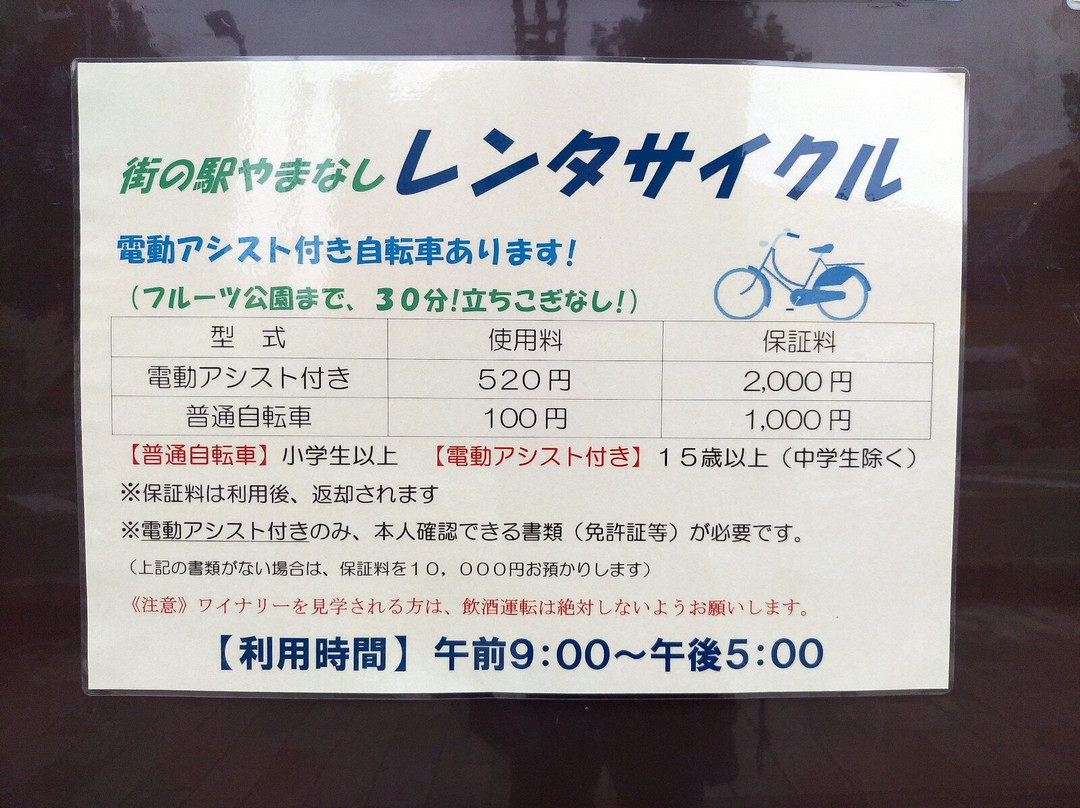 街の駅やまなし レンタサイクル
電動アシスト付き自転車あります!
(フルーツ公園まで、30分!立ちこぎなし!)
型 式 使用料 保証料
電動アシスト付き 520円 2,000円
普通自転車 100円 1,000円
【普通自転車】小学生以上 【電動アシスト付き】15歳以上(中学生除く)
※保証料は利用後、返却されます
※電動アシスト付きのみ、本人確認できる書類(免許証等)が必要です。
(上記の書類がない場合は、保証料を10,000円お預かりします)
《注意》ワイナリーを見学される方は、飲酒運転は絶対しないようお願いします。
【利用時間】午前9:00〜午後5:00